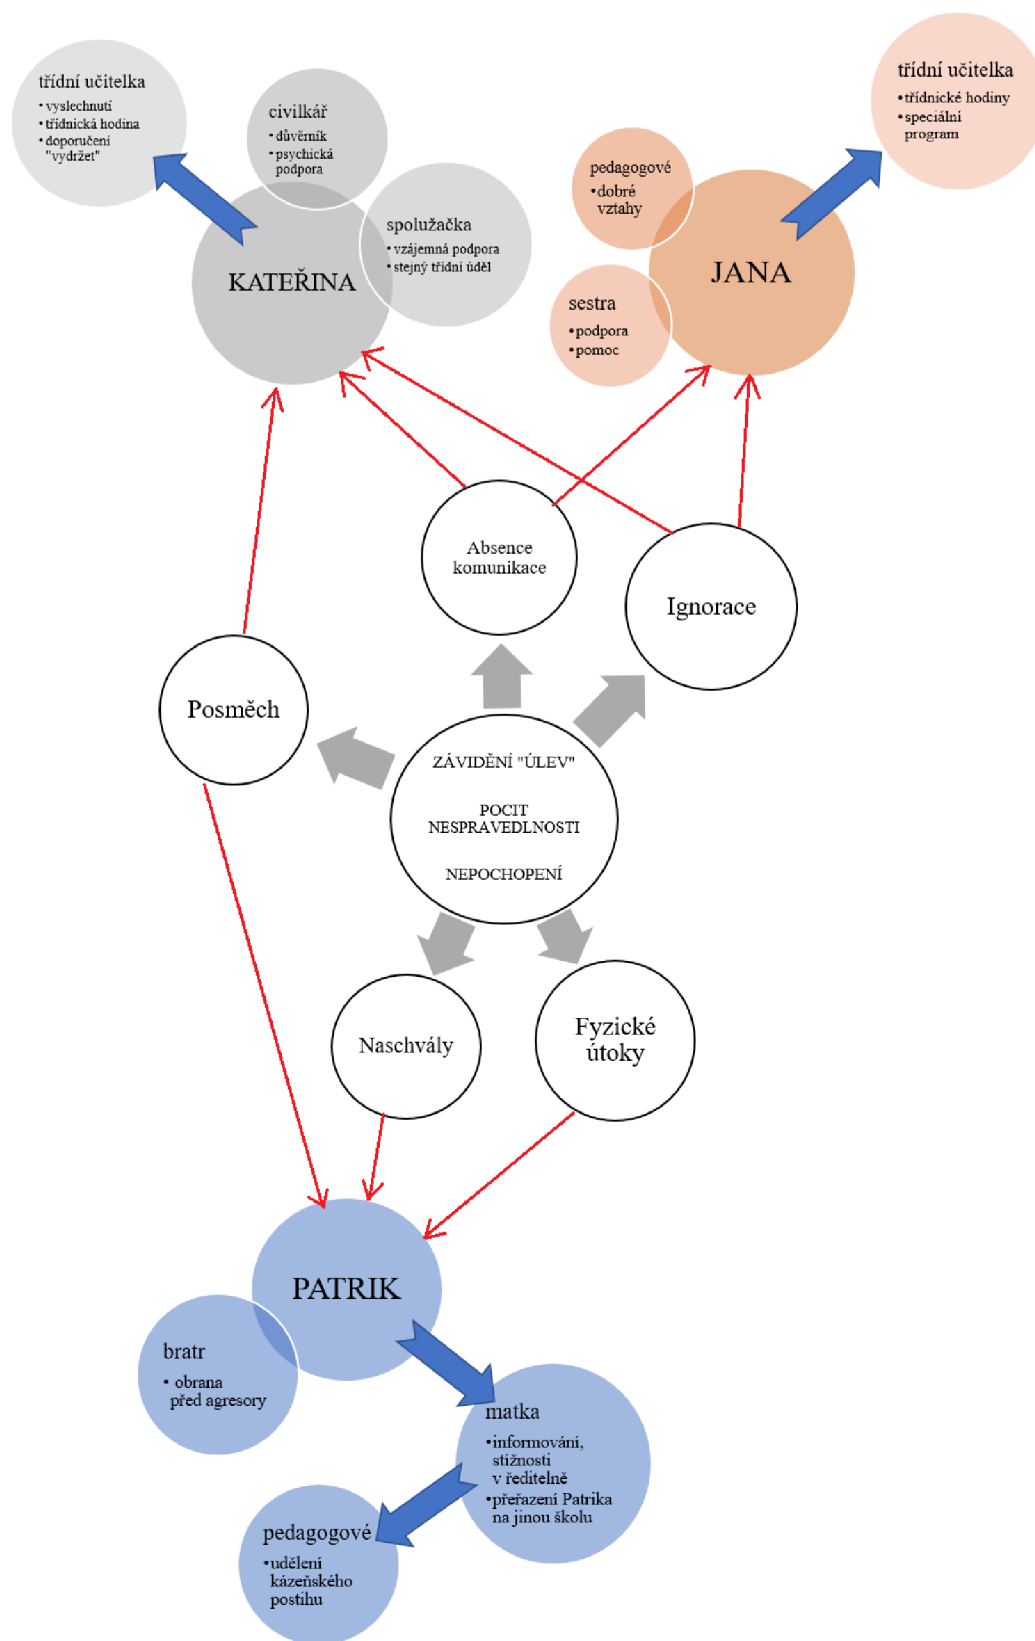 třídní učitelka
• vyslechnutí
• třídnická hodina
• doporučení
"vydržet"
civilkář
• důvěrník
• psychická
podpora
spolužačka
• vzájemná podpora
• stejný třídní úděl
KATEŘINA
třídní učitelka
• třídnické hodiny
• speciální
program
pedagogové
• dobré
vztahy
JANA
sestra
• podpora
• pomoc
Absence
komunikace
Ignorace
Posměch
ZÁVIDĚNÍ "ÚLEV"
POCIT
NESPRAVEDLNOSTI
NEPOCHOPENÍ
Naschvály
Fyzické
útoky
PATRIK
bratr
• obrana
před agresory
matka
• informování,
stížnosti
v ředitelně
• přeřazení Patrika
na jinou školu
pedagogové
• udělení
kázeňského
postihu